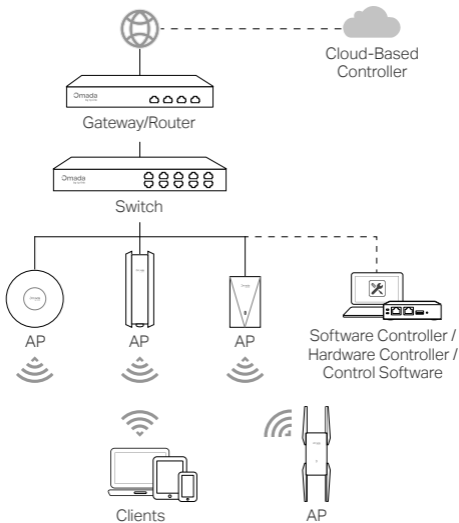 Cloud-Based
Controller
Omada
Gateway/Router
Omada
Switch
Omada
AP
AP
AP
Software Controller /
Hardware Controller /
Control Software
Clients
AP